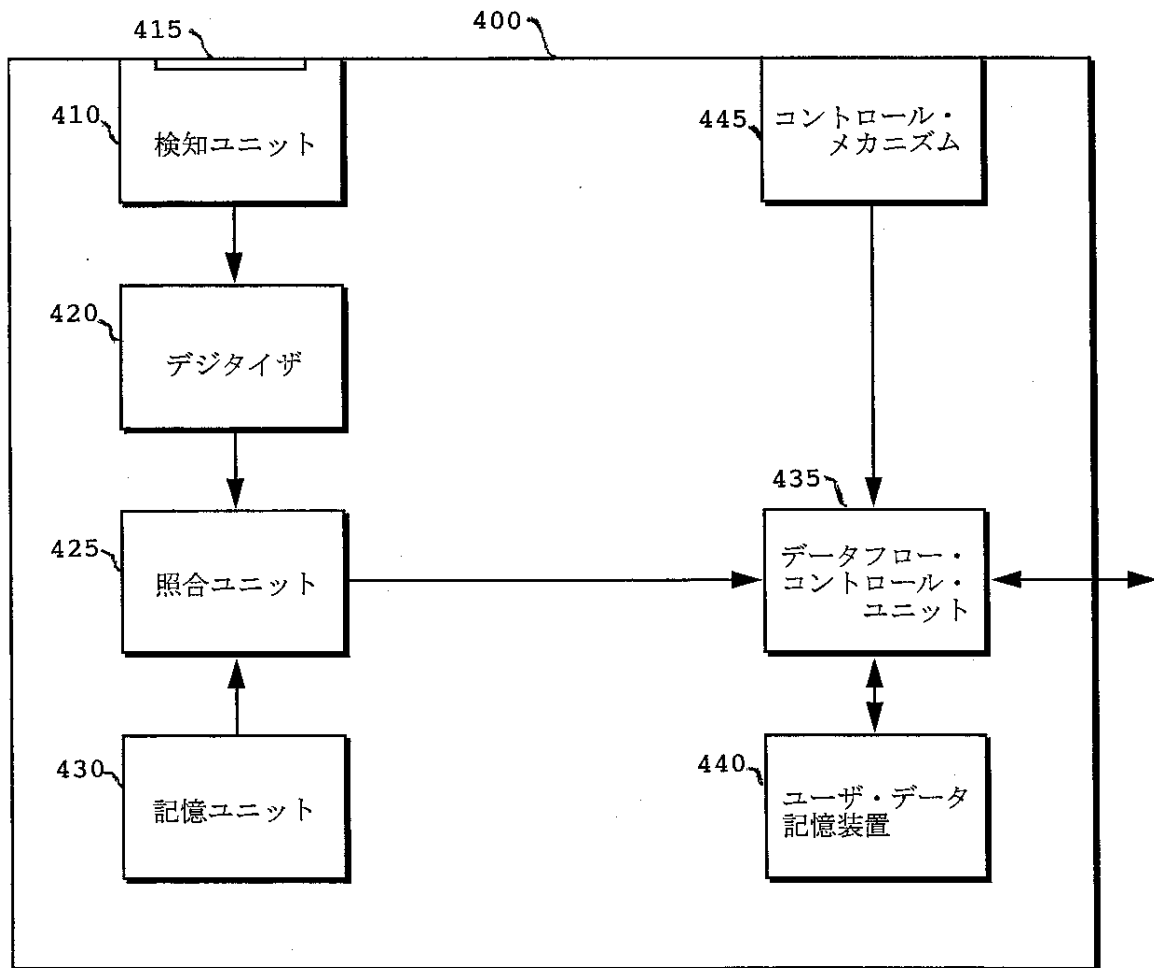 415
400
410
検知ユニット
445
コントロール・
メカニズム
420
デジタイザ
425
照合ユニット
435
データフロー・
コントロール・
ユニット
430
記憶ユニット
440
ユーザ・データ
記憶装置